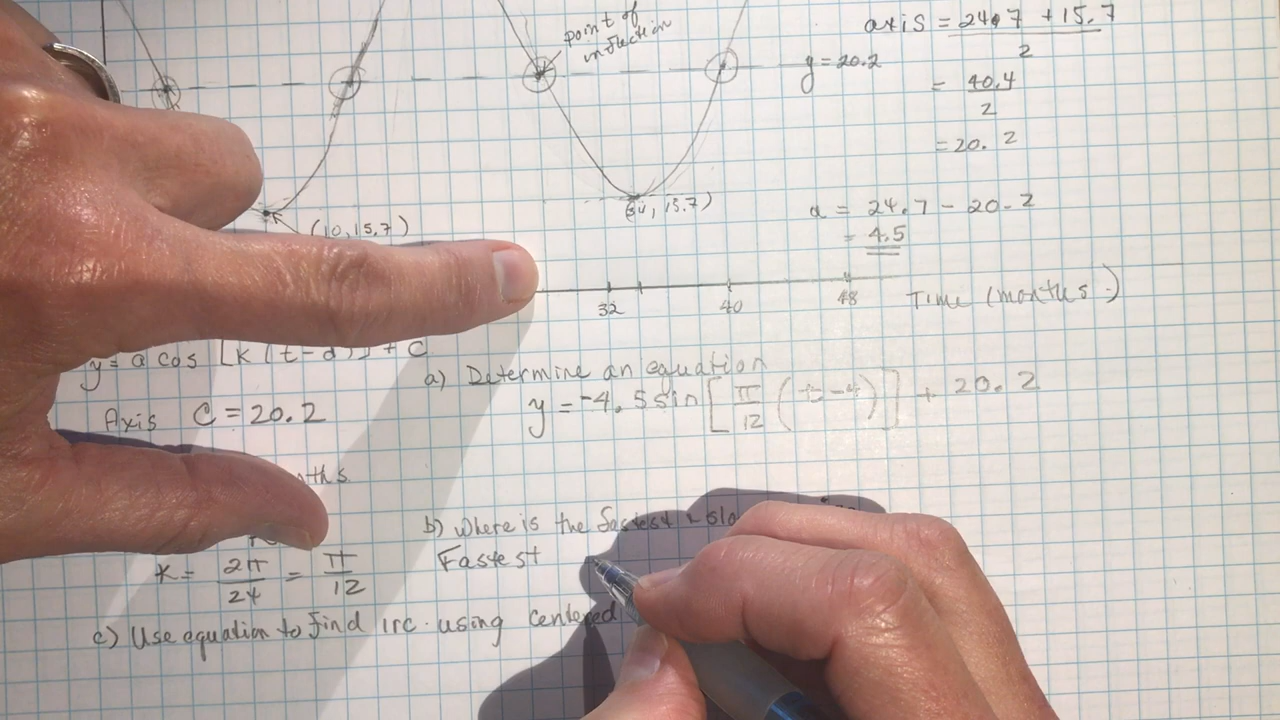 point of
inflection
axis = 24.7 + 15.7
2
y = 20.2
= 40.4
2
= 20.2
(10, 15.7)
(34, 15.7)
a = 24.7 - 20.2
= 4.5
32 40 48 Time (months)
y = a cos [k (t-d)] + C
a) Determine an equation
y = -4.5 sin [π/12 (t-4)] + 20.2
Axis C = 20.2
b) Where is the fastest
Fastest
K = 2π/24 = π/12
c) Use equation to find irc using centered